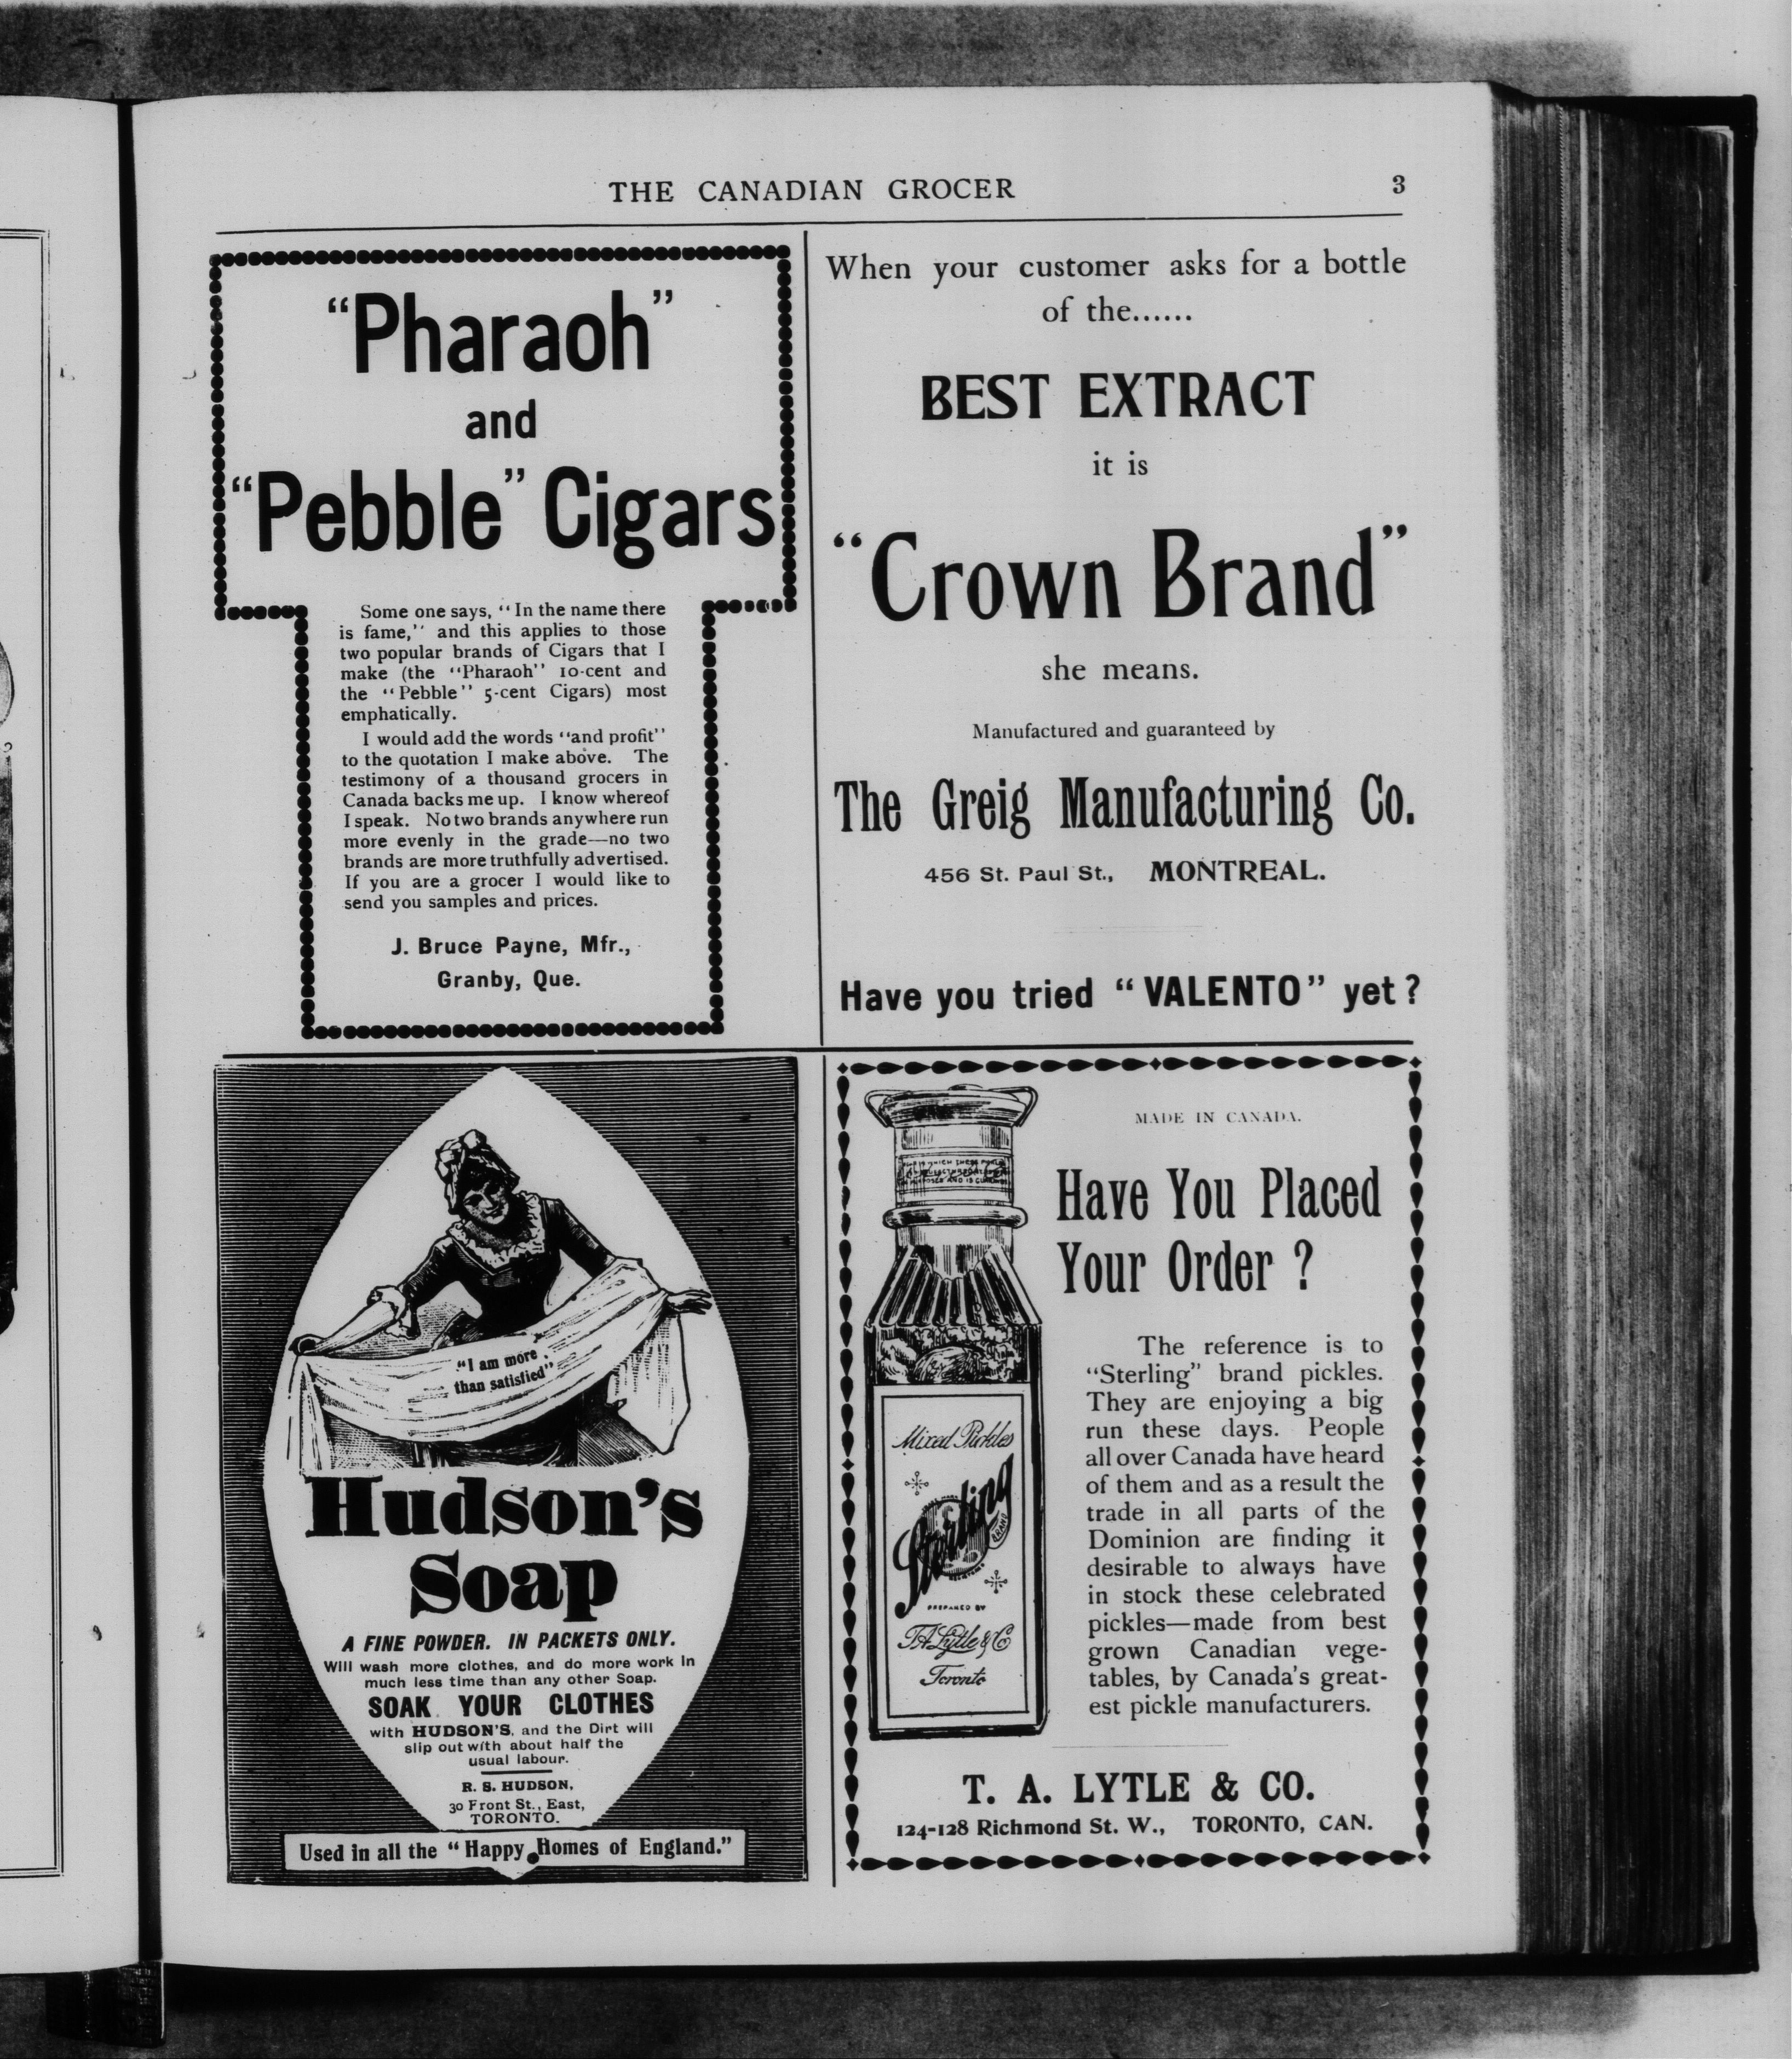 THE CANADIAN GROCER 3
“Pharaoh”
and
“Pebble” Cigars
Some one says, “In the name there
is fame,” and this applies to those
two popular brands of Cigars that I
make (the “Pharaoh” 10-cent and
the “Pebble” 5-cent Cigars) most
emphatically.
I would add the words “and profit”
to the quotation I make above. The
testimony of a thousand grocers in
Canada backs me up. I know whereof
I speak. No two brands anywhere run
more evenly in the grade—no two
brands are more truthfully advertised.
If you are a grocer I would like to
send you samples and prices.
J. Bruce Payne, Mfr.,
Granby, Que.
When your customer asks for a bottle
of the......
BEST EXTRACT
it is
“Crown Brand”
she means.
Manufactured and guaranteed by
The Greig Manufacturing Co.
456 St. Paul St., MONTREAL.
Have you tried “VALENTO” yet?
“I am more
than satisfied”
Hudson's
Soap
A FINE POWDER. IN PACKETS ONLY.
Will wash more clothes, and do more work in
much less time than any other Soap.
SOAK YOUR CLOTHES
with HUDSON'S, and the Dirt will
slip out with about half the
usual labour.
R. S. HUDSON,
30 Front St., East,
TORONTO.
Used in all the “Happy Homes of England.”
MADE IN CANADA.
Have You Placed
Your Order ?
The reference is to
“Sterling” brand pickles.
They are enjoying a big
run these days. People
all over Canada have heard
of them and as a result the
trade in all parts of the
Dominion are finding it
desirable to always have
in stock these celebrated
pickles—made from best
grown Canadian vege-
tables, by Canada's great-
est pickle manufacturers.
Mixed Pickles
Sterling
BRAND
PREPARED BY
T.A. Lytle & Co
Toronto
T. A. LYTLE & CO.
124-128 Richmond St. W., TORONTO, CAN.